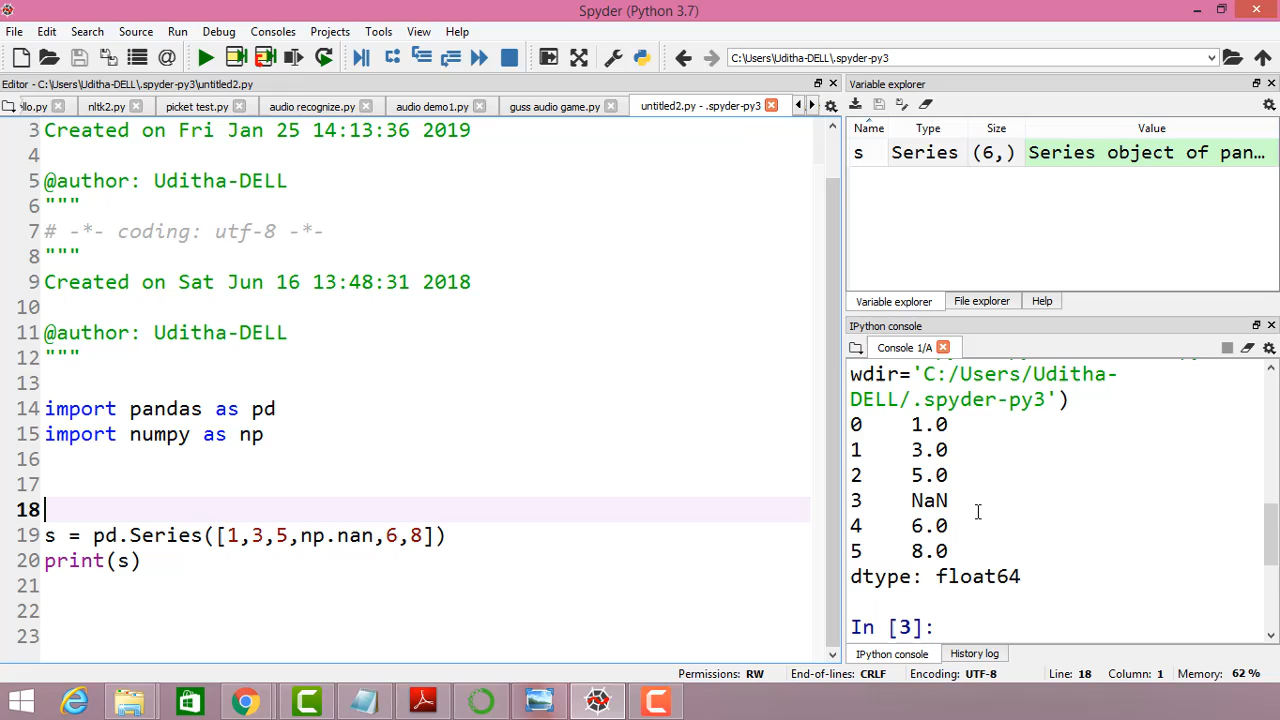 Spyder (Python 3.7)
File Edit Search Source Run Debug Consoles Projects Tools View Help
C:\Users\Uditha-DELL\.spyder-py3
Editor - C:\Users\Uditha-DELL\.spyder-py3\untitled2.py
llo.py nltk2.py picket test.py audio recognize.py audio demo1.py guss audio game.py untitled2.py - .spyder-py3
3 Created on Fri Jan 25 14:13:36 2019
4
5 @author: Uditha-DELL
6 """
7 # -*- coding: utf-8 -*-
8 """
9 Created on Sat Jun 16 13:48:31 2018
10
11 @author: Uditha-DELL
12 """
13
14 import pandas as pd
15 import numpy as np
16
17
18
19 s = pd.Series([1,3,5,np.nan,6,8])
20 print(s)
21
22
23
Variable explorer
Name Type Size Value
s Series (6,) Series object of pan...
Variable explorer File explorer Help
IPython console
Console 1/A
wdir='C:/Users/Uditha-
DELL/.spyder-py3')
0 1.0
1 3.0
2 5.0
3 NaN
4 6.0
5 8.0
dtype: float64
In [3]:
IPython console History log
Permissions: RW End-of-lines: CRLF Encoding: UTF-8 Line: 18 Column: 1 Memory: 62 %